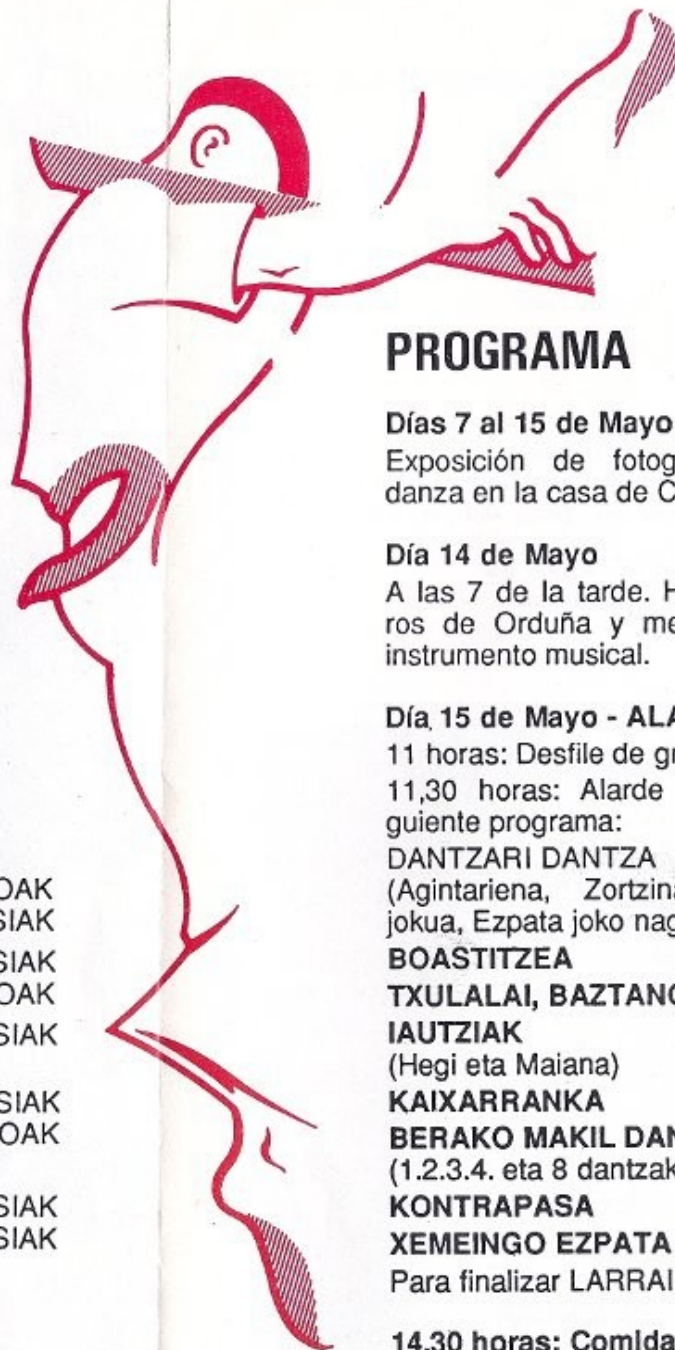 OAK
SIAK
SIAK
OAK
SIAK
SIAK
OAK
SIAK
SIAK
PROGRAMA
Días 7 al 15 de Mayo
Exposición de fotog
danza en la casa de C
Día 14 de Mayo
A las 7 de la tarde. H
ros de Orduña y me
instrumento musical.
Día 15 de Mayo - ALA
11 horas: Desfile de gr
11,30 horas: Alarde
guiente programa:
DANTZARI DANTZA
(Agintariena, Zortzina
jokua, Ezpata joko nag
BOASTITZEA
TXULALAI, BAZTANG
IAUTZIAK
(Hegi eta Maiana)
KAIXARRANKA
BERAKO MAKIL DAN
(1.2.3.4. eta 8 dantzak
KONTRAPASA
XEMEINGO EZPATA
Para finalizar LARRAI
14,30 horas: Comida